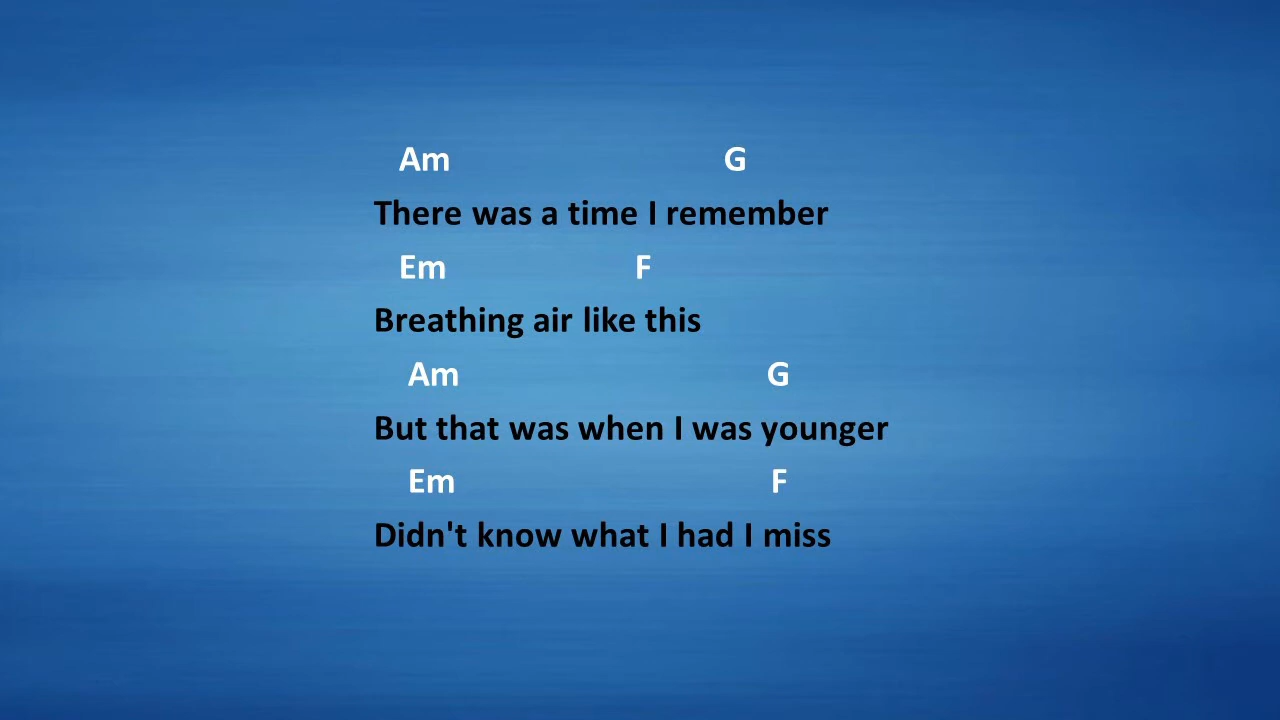 Am G
There was a time I remember
Em F
Breathing air like this
Am G
But that was when I was younger
Em F
Didn't know what I had I miss